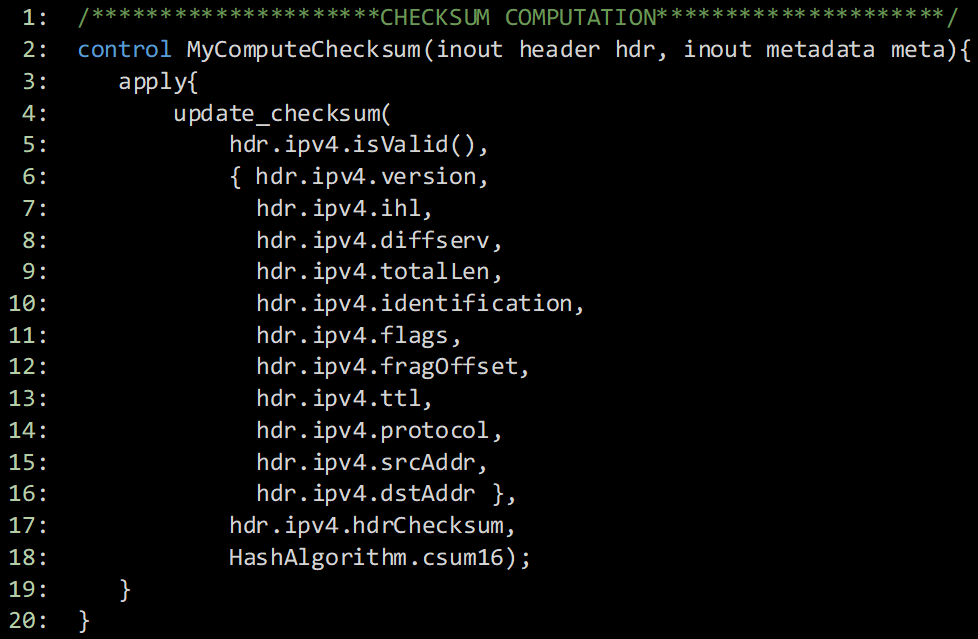 1: /*********************CHECKSUM COMPUTATION*********************/
2: control MyComputeChecksum(inout header hdr, inout metadata meta){
3: apply{
4: update_checksum(
5: hdr.ipv4.isValid(),
6: { hdr.ipv4.version,
7: hdr.ipv4.ihl,
8: hdr.ipv4.diffserv,
9: hdr.ipv4.totalLen,
10: hdr.ipv4.identification,
11: hdr.ipv4.flags,
12: hdr.ipv4.fragOffset,
13: hdr.ipv4.ttl,
14: hdr.ipv4.protocol,
15: hdr.ipv4.srcAddr,
16: hdr.ipv4.dstAddr },
17: hdr.ipv4.hdrChecksum,
18: HashAlgorithm.csum16);
19: }
20: }